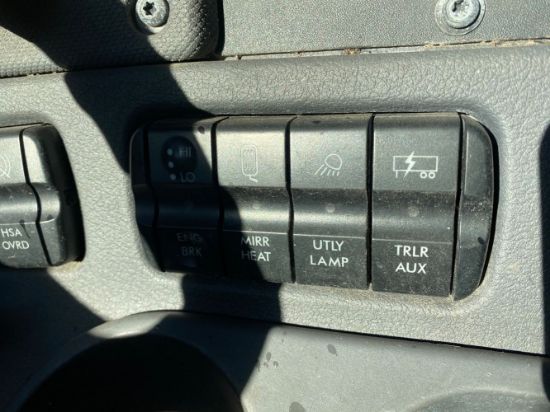 HI
LO
HSA
OVRD
ENG
BRK
MIRR
HEAT
UTLY
LAMP
TRLR
AUX